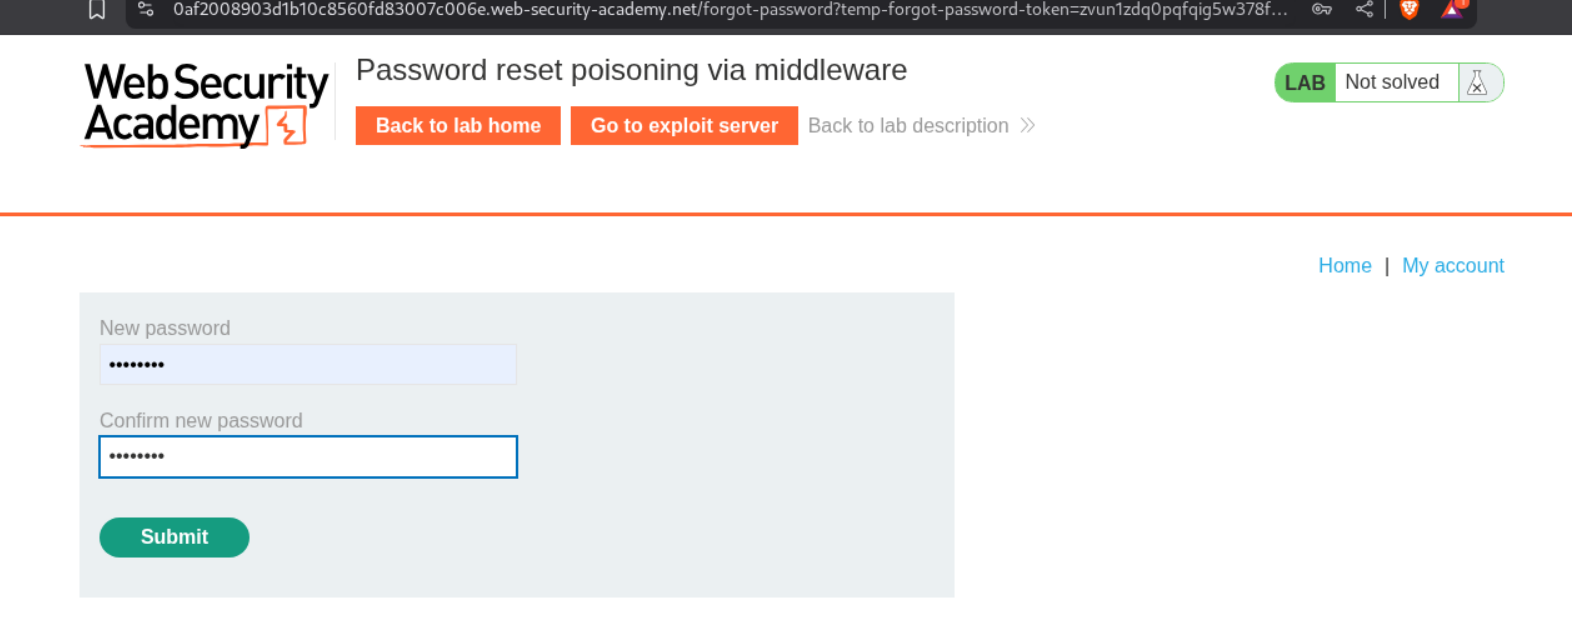 0af2008903d1b10c8560fd83007c006e.web-security-academy.net/forgot-password?temp-forgot-password-token=zvun1zdq0pqfqig5w378f...
Password reset poisoning via middleware
WebSecurity
Academy
LAB Not solved
Back to lab home Go to exploit server Back to lab description
Home | My account
New password
••••••••
Confirm new password
••••••••
Submit